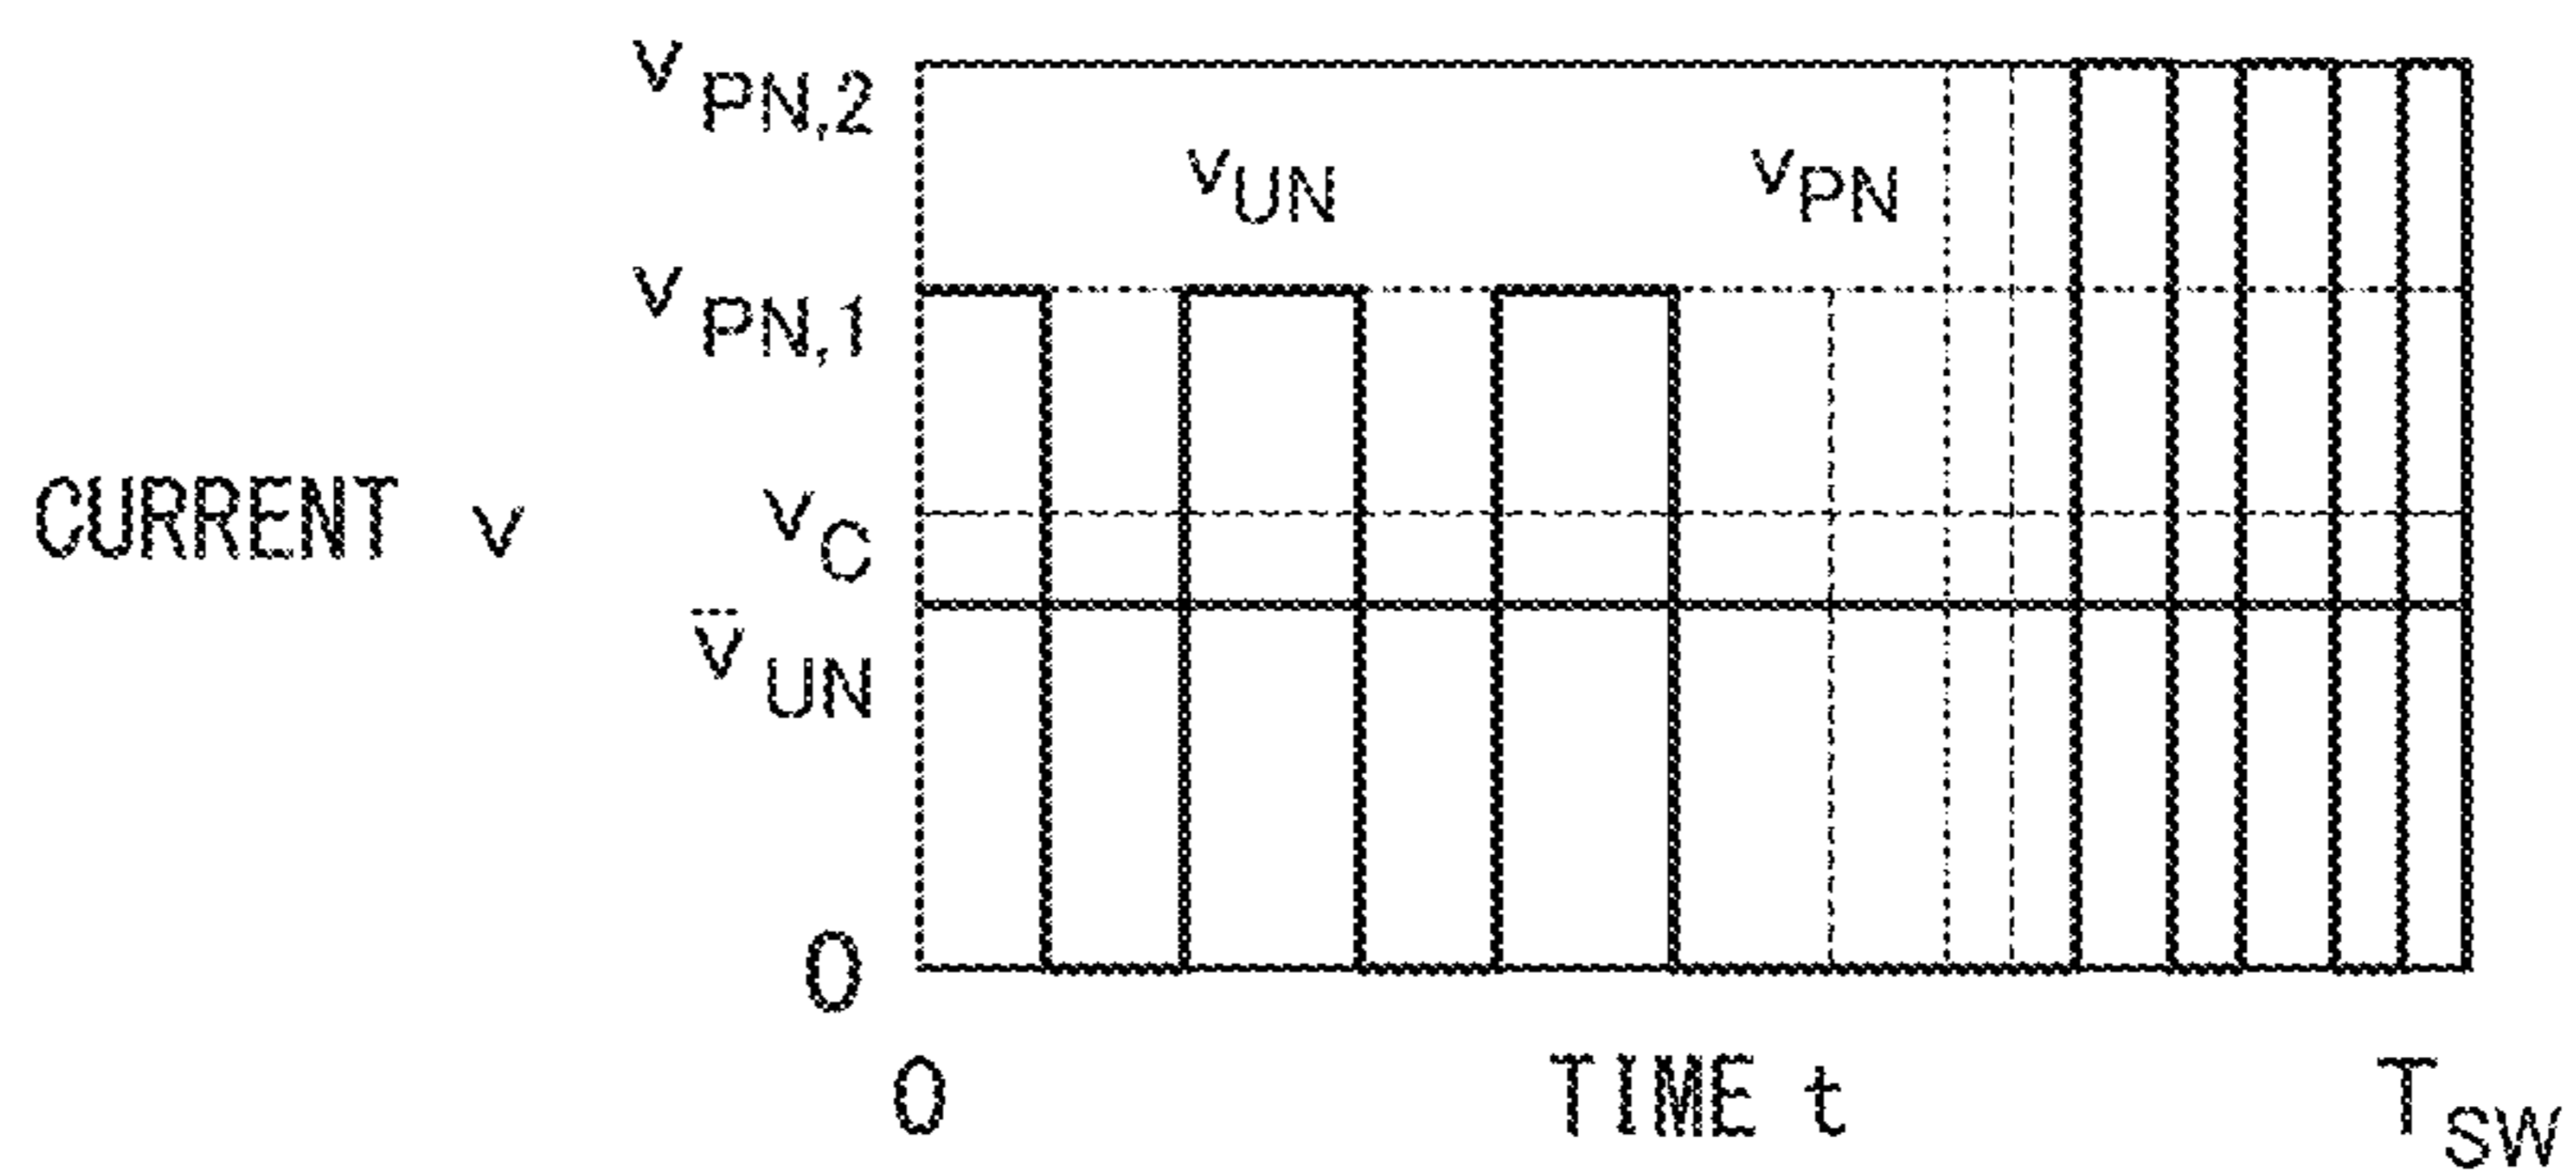 v PN,2
v UN v PN
v PN,1
CURRENT v
v C
v̄ UN
0
0 TIME t T SW